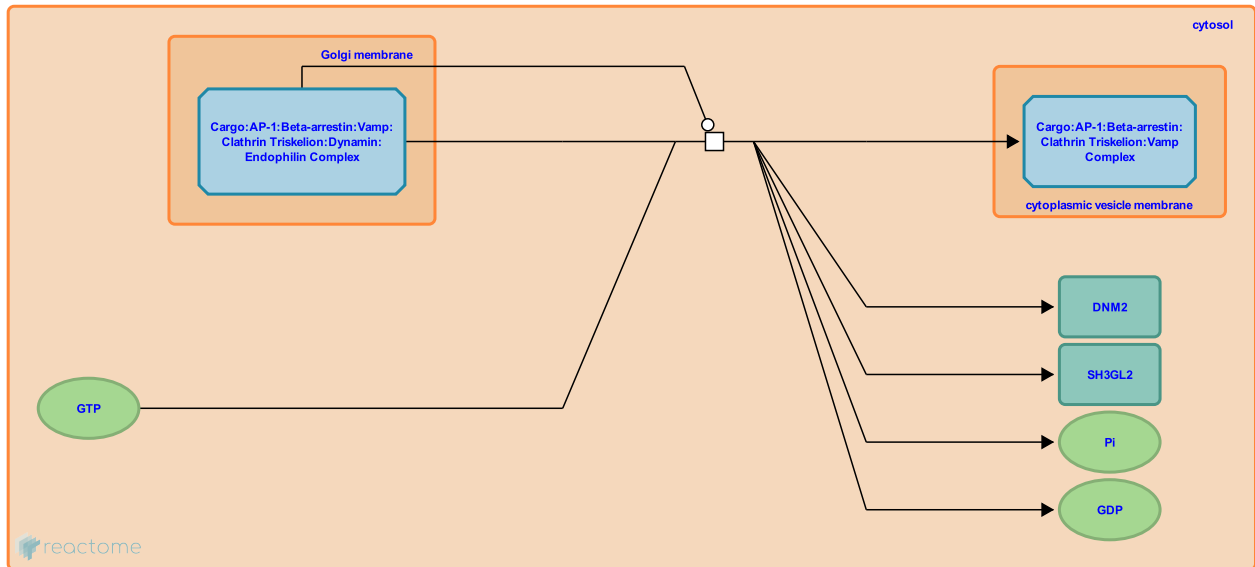 cytosol
Golgi membrane
Cargo:AP-1:Beta-arrestin:Vamp:
Clathrin Triskelion:Dynamin:
Endophilin Complex
Cargo:AP-1:Beta-arrestin:
Clathrin Triskelion:Vamp
Complex
cytoplasmic vesicle membrane
DNM2
SH3GL2
GTP
Pi
GDP
reactome